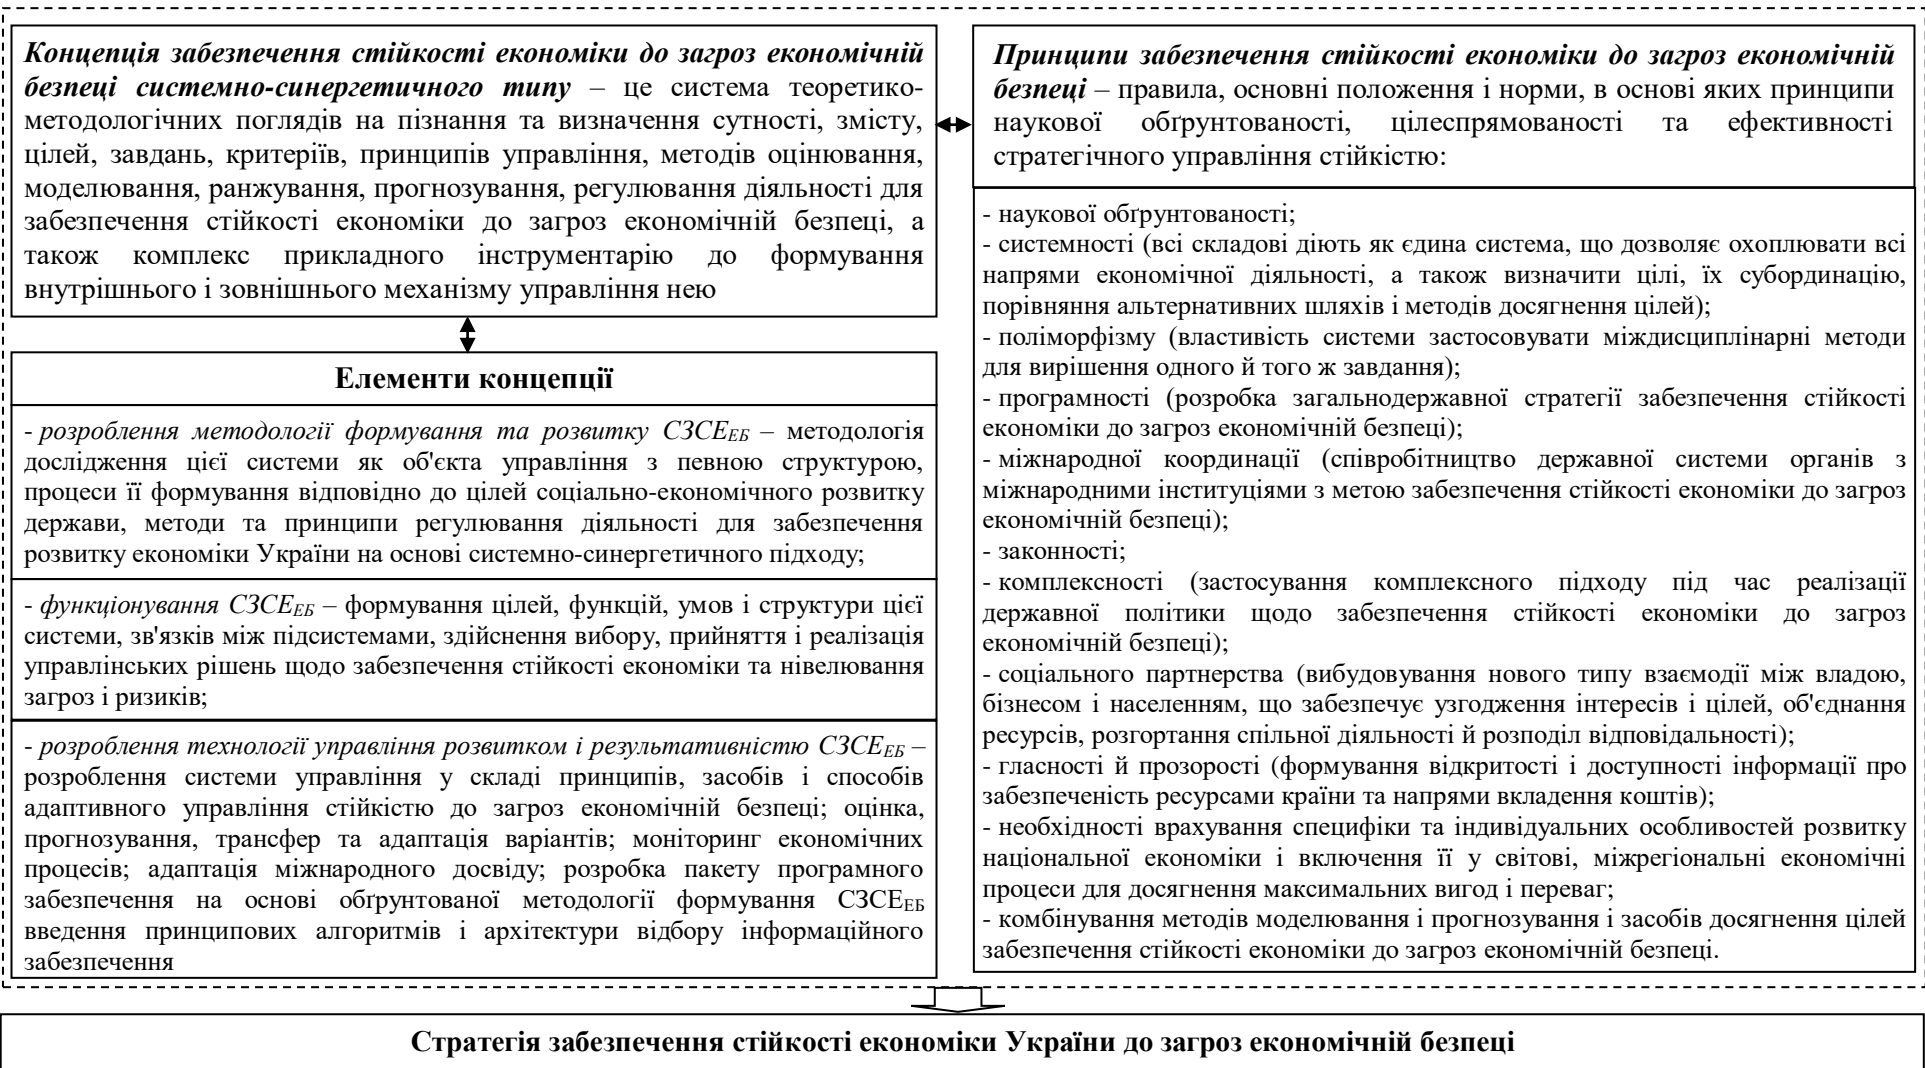 Концепція забезпечення стійкості економіки до загроз економічній
безпеці системно-синергетичного типу – це система теоретико-
методологічних поглядів на пізнання та визначення сутності, змісту,
цілей, завдань, критеріїв, принципів управління, методів оцінювання,
моделювання, ранжування, прогнозування, регулювання діяльності для
забезпечення стійкості економіки до загроз економічній безпеці, а
також комплекс прикладного інструментарію до формування
внутрішнього і зовнішнього механізму управління нею
Елементи концепції
- розроблення методології формування та розвитку СЗСЕЕБ – методологія
дослідження цієї системи як об'єкта управління з певною структурою,
процеси її формування відповідно до цілей соціально-економічного розвитку
держави, методи та принципи регулювання діяльності для забезпечення
розвитку економіки України на основі системно-синергетичного підходу;
- функціонування СЗСЕЕБ – формування цілей, функцій, умов і структури цієї
системи, зв'язків між підсистемами, здійснення вибору, прийняття і реалізація
управлінських рішень щодо забезпечення стійкості економіки та нівелювання
загроз і ризиків;
- розроблення технології управління розвитком і результативністю СЗСЕЕБ –
розроблення системи управління у складі принципів, засобів і способів
адаптивного управління стійкістю до загроз економічній безпеці; оцінка,
прогнозування, трансфер та адаптація варіантів; моніторинг економічних
процесів; адаптація міжнародного досвіду; розробка пакету програмного
забезпечення на основі обґрунтованої методології формування СЗСЕЕБ
введення принципових алгоритмів і архітектури відбору інформаційного
забезпечення
Принципи забезпечення стійкості економіки до загроз економічній
безпеці – правила, основні положення і норми, в основі яких принципи
наукової обґрунтованості, цілеспрямованості та ефективності
стратегічного управління стійкістю:
- наукової обґрунтованості;
- системності (всі складові діють як єдина система, що дозволяє охоплювати всі
напрями економічної діяльності, а також визначити цілі, їх субординацію,
порівняння альтернативних шляхів і методів досягнення цілей);
- поліморфізму (властивість системи застосовувати міждисциплінарні методи
для вирішення одного й того ж завдання);
- програмності (розробка загальнодержавної стратегії забезпечення стійкості
економіки до загроз економічній безпеці);
- міжнародної координації (співробітництво державної системи органів з
міжнародними інституціями з метою забезпечення стійкості економіки до загроз
економічній безпеці);
- законності;
- комплексності (застосування комплексного підходу під час реалізації
державної політики щодо забезпечення стійкості економіки до загроз
економічній безпеці);
- соціального партнерства (вибудовування нового типу взаємодії між владою,
бізнесом і населенням, що забезпечує узгодження інтересів і цілей, об'єднання
ресурсів, розгортання спільної діяльності й розподіл відповідальності);
- гласності й прозорості (формування відкритості і доступності інформації про
забезпеченість ресурсами країни та напрями вкладення коштів);
- необхідності врахування специфіки та індивідуальних особливостей розвитку
національної економіки і включення її у світові, міжрегіональні економічні
процеси для досягнення максимальних вигод і переваг;
- комбінування методів моделювання і прогнозування і засобів досягнення цілей
забезпечення стійкості економіки до загроз економічній безпеці.
Стратегія забезпечення стійкості економіки України до загроз економічній безпеці